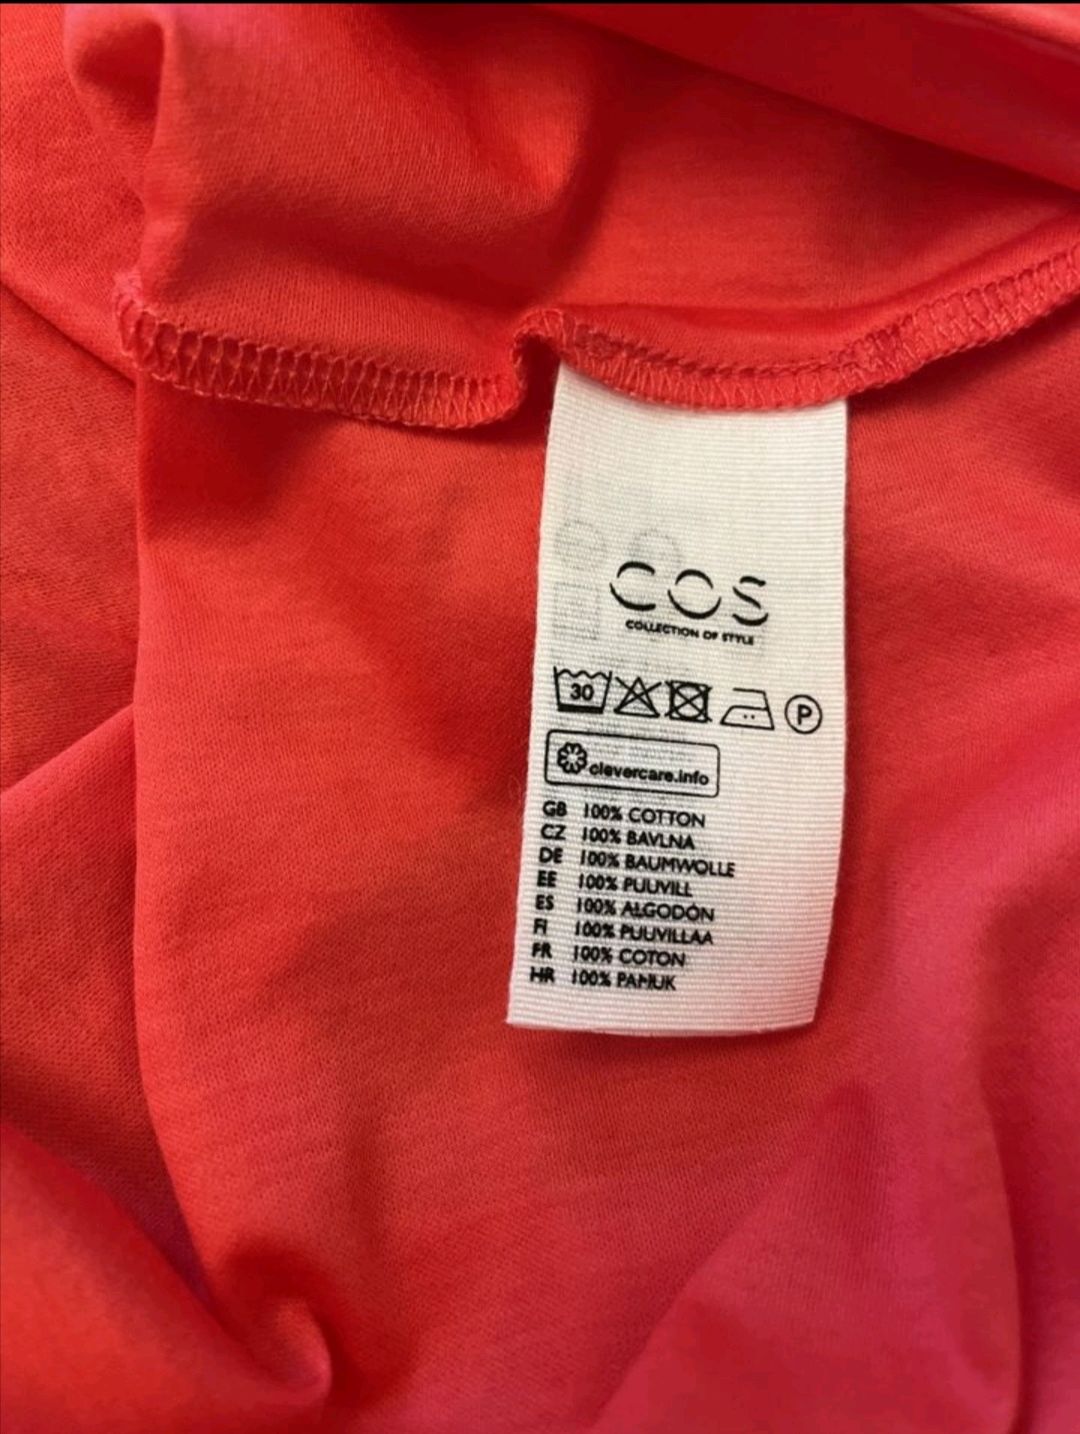 COS
COLLECTION OF STYLE
30 P
clevercare.info
GB 100% COTTON
CZ 100% BAVLNA
DE 100% BAUMWOLLE
EE 100% PUUVILL
ES 100% ALGODÓN
FI 100% PUUVILLAA
FR 100% COTON
HR 100% PAMUK